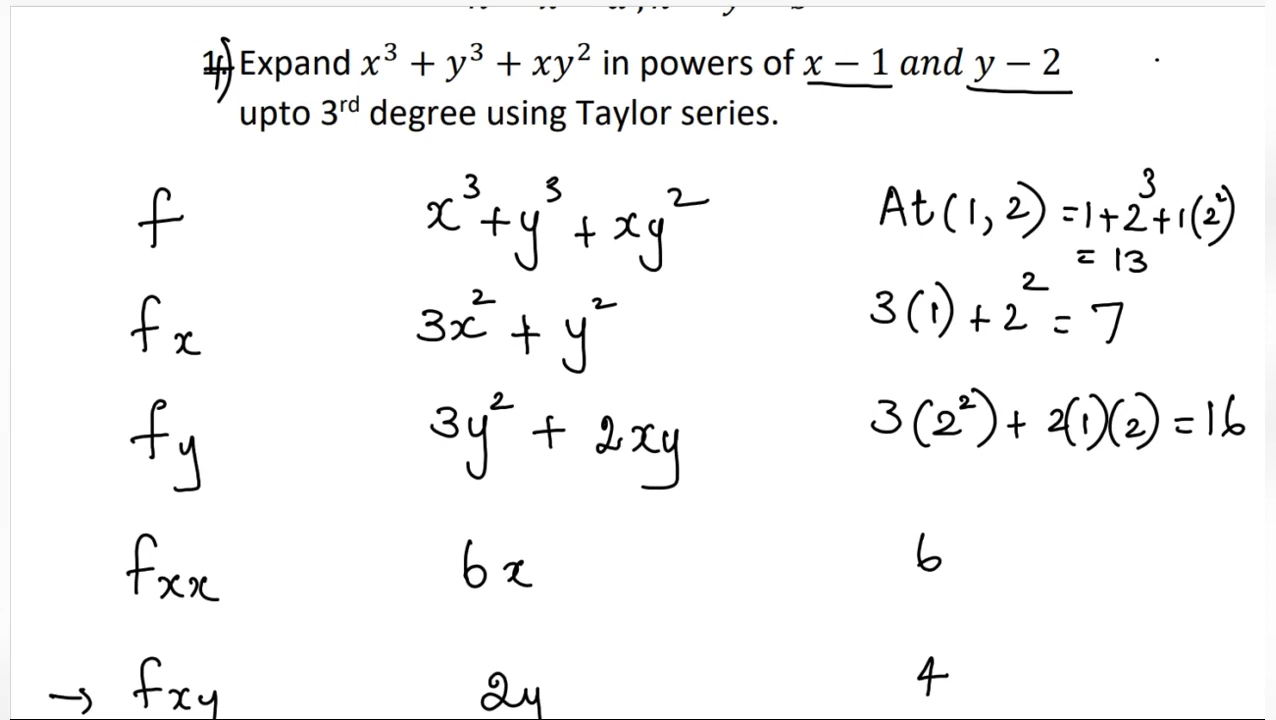 1) Expand x³ + y³ + xy² in powers of x − 1 and y − 2
upto 3rd degree using Taylor series.
f x³ + y³ + xy² At (1, 2) = 1 + 2³ + 1(2²)
= 13
fx 3x² + y² 3(1) + 2² = 7
fy 3y² + 2xy 3(2²) + 2(1)(2) = 16
fxx 6x 6
→ fxy 2y 4